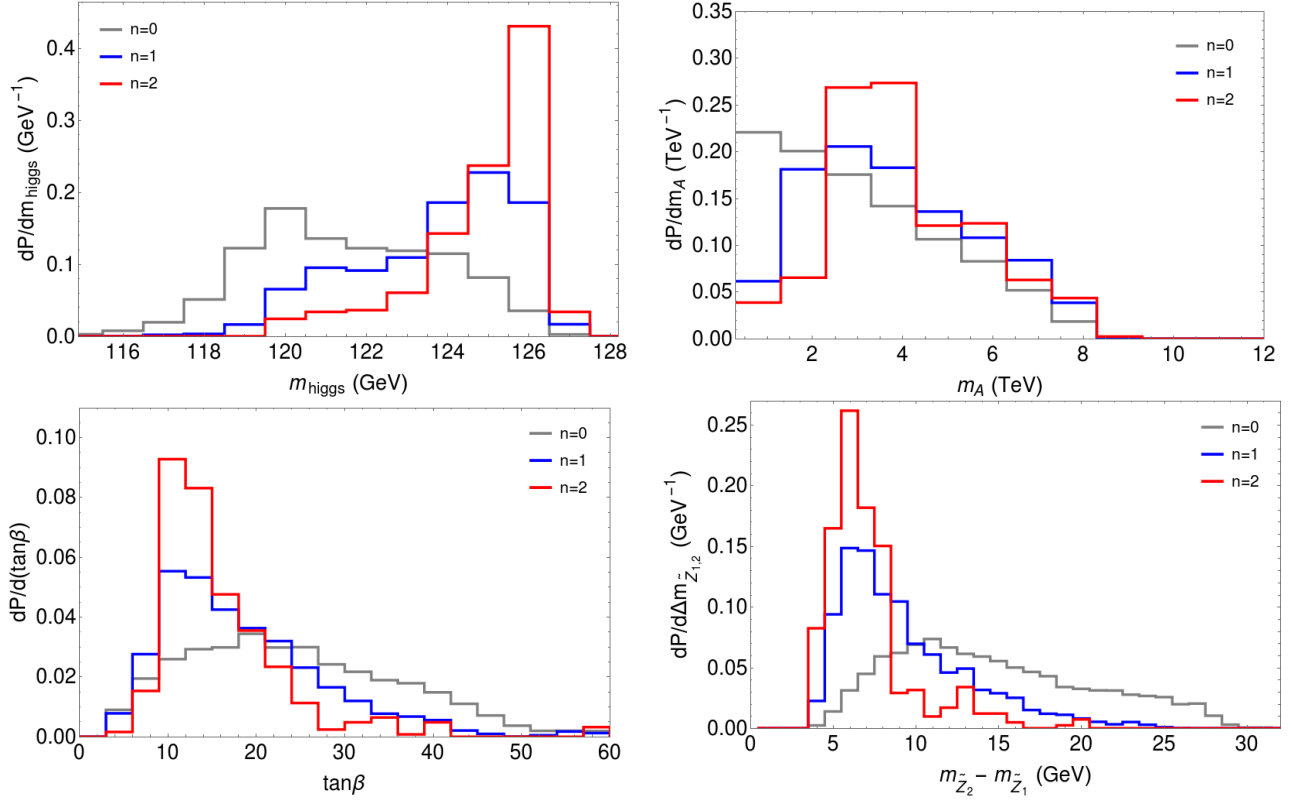 dP/dm_higgs (GeV⁻¹)
0.4
0.3
0.2
0.1
0.0
n=0
n=1
n=2
116 118 120 122 124 126 128
m_higgs (GeV)
dP/dm_A (TeV⁻¹)
0.35
0.30
0.25
0.20
0.15
0.10
0.05
0.00
n=0
n=1
n=2
2 4 6 8 10 12
m_A (TeV)
dP/d(tanβ)
0.10
0.08
0.06
0.04
0.02
0.00
n=0
n=1
n=2
0 10 20 30 40 50 60
tanβ
dP/dΔm_Z̃₁,₂ (GeV⁻¹)
0.25
0.20
0.15
0.10
0.05
0.00
n=0
n=1
n=2
0 5 10 15 20 25 30
m_Z̃₂ − m_Z̃₁ (GeV)